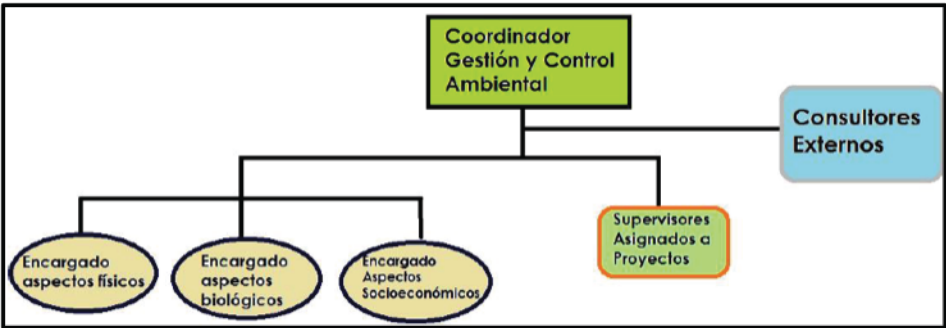 Coordinador
Gestión y Control
Ambiental
Consultores
Externos
Supervisores
Asignados a
Proyectos
Encargado
aspectos físicos
Encargado
aspectos
biológicos
Encargado
Aspectos
Socioeconómicos